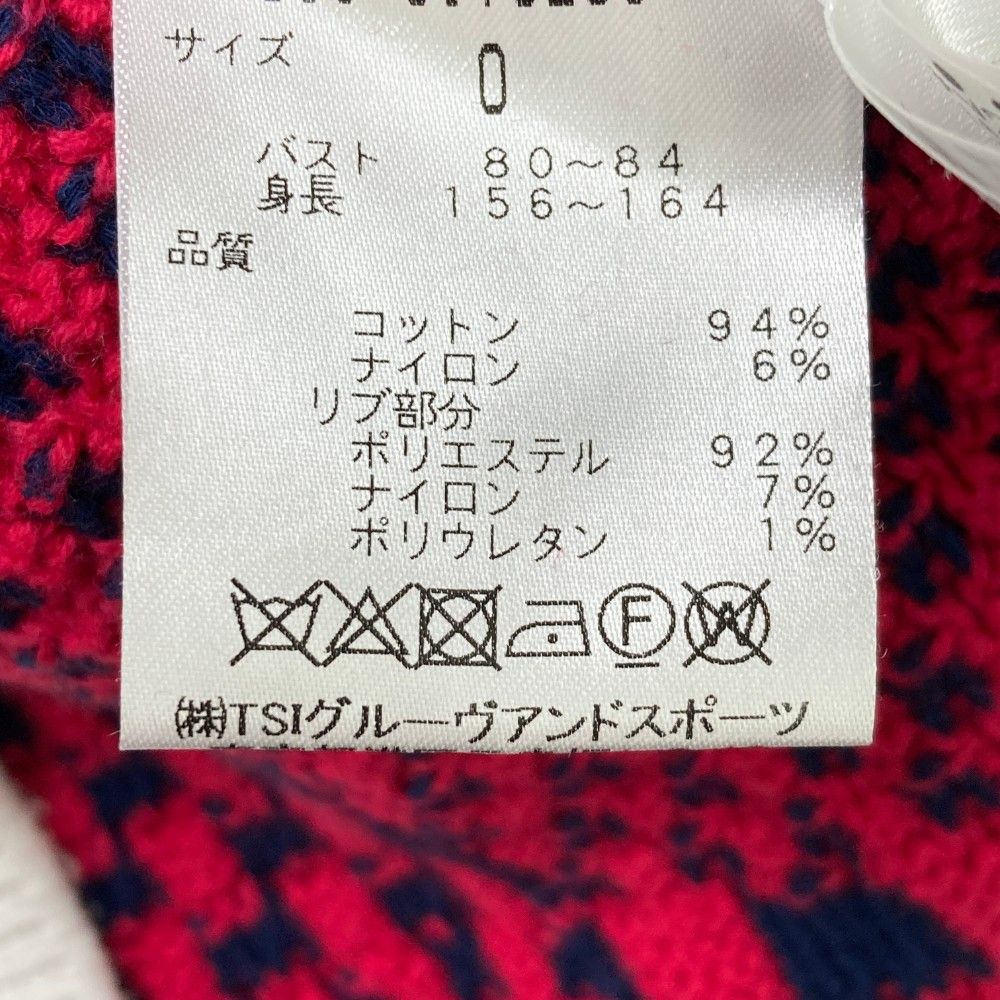 サイズ
0
バスト 80〜84
身長 156〜164
品質
コットン 94%
ナイロン 6%
リブ部分
ポリエステル 92%
ナイロン 7%
ポリウレタン 1%
F W
㈱TSIグルーヴアンドスポーツ